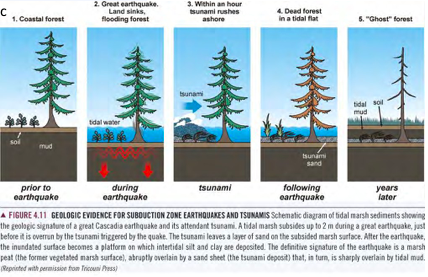 C
1. Coastal forest
2. Great earthquake.
Land sinks,
flooding forest
3. Within an hour
tsunami rushes
ashore
4. Dead forest
in a tidal flat
5. "Ghost" forest
soil
mud
tidal water
tsunami
tsunami
sand
tidal
mud
soil
prior to
earthquake
during
earthquake
tsunami
following
earthquake
years
later
▲ FIGURE 4.11 GEOLOGIC EVIDENCE FOR SUBDUCTION ZONE EARTHQUAKES AND TSUNAMIS Schematic diagram of tidal marsh sediments showing
the geologic signature of a great Cascadia earthquake and its attendant tsunami. A tidal marsh subsides up to 2 m during a great earthquake, just
before it is overrun by the tsunami triggered by the quake. The tsunami leaves a layer of sand on the subsided marsh surface. After the earthquake,
the inundated surface becomes a platform on which intertidal silt and clay are deposited. The definitive signature of the earthquake is a marsh
peat (the former vegetated marsh surface), abruptly overlain by a sand sheet (the tsunami deposit) that, in turn, is sharply overlain by tidal mud.
(Reprinted with permission from Tricouni Press)